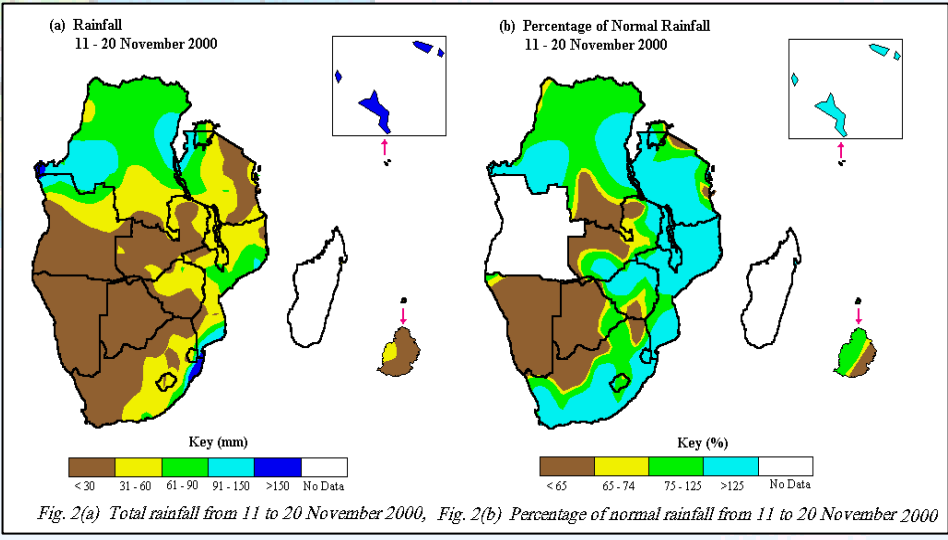 (a) Rainfall
11 - 20 November 2000
(b) Percentage of Normal Rainfall
11 - 20 November 2000
Key (mm)
< 30 31 - 60 61 - 90 91 - 150 >150 No Data
Key (%)
< 65 65 - 74 75 - 125 >125 No Data
Fig. 2(a) Total rainfall from 11 to 20 November 2000, Fig. 2(b) Percentage of normal rainfall from 11 to 20 November 2000